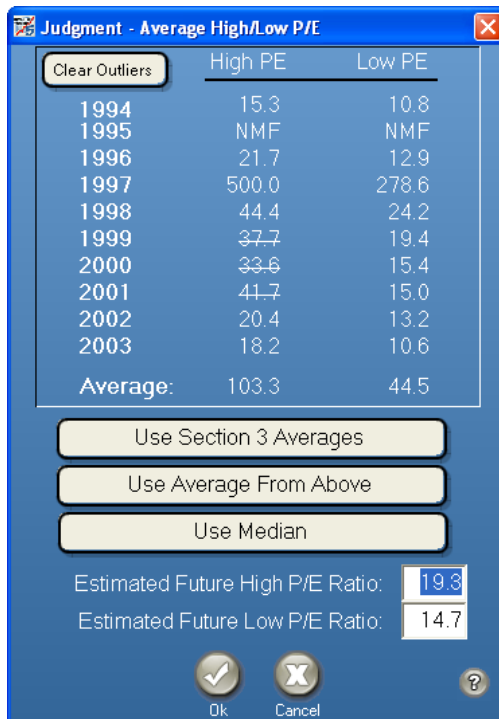 Judgment - Average High/Low P/E
Clear Outliers High PE Low PE
1994 15.3 10.8
1995 NMF NMF
1996 21.7 12.9
1997 500.0 278.6
1998 44.4 24.2
1999 37.7 19.4
2000 33.6 15.4
2001 41.7 15.0
2002 20.4 13.2
2003 18.2 10.6
Average: 103.3 44.5
Use Section 3 Averages
Use Average From Above
Use Median
Estimated Future High P/E Ratio: 19.3
Estimated Future Low P/E Ratio: 14.7
Ok Cancel ?